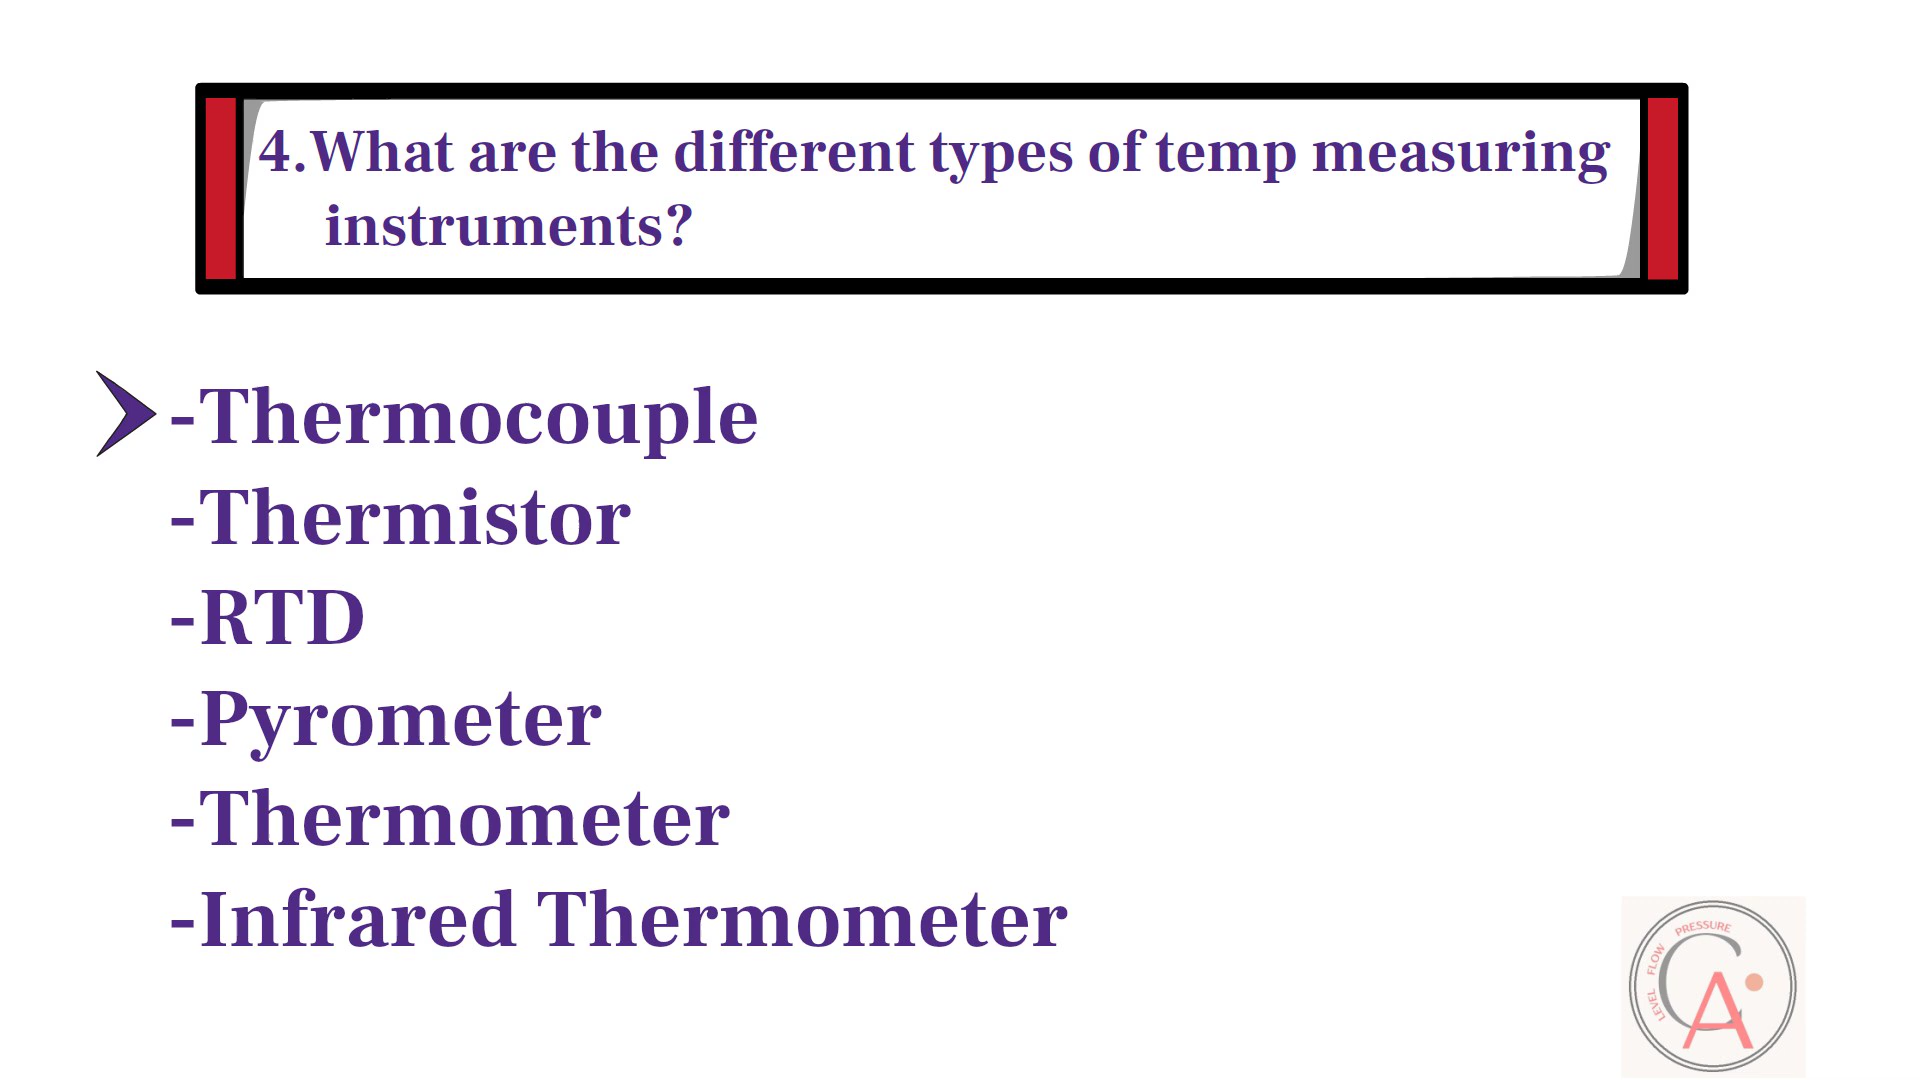 4.What are the different types of temp measuring
instruments?
-Thermocouple
-Thermistor
-RTD
-Pyrometer
-Thermometer
-Infrared Thermometer
PRESSURE
FLOW
LEVEL
CA